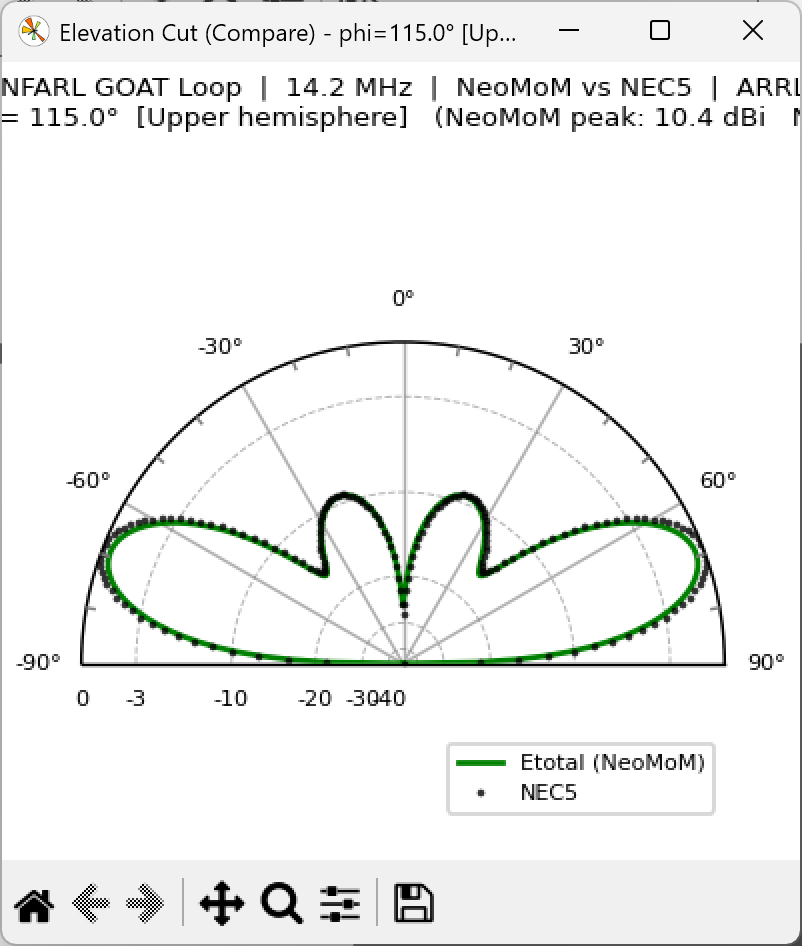 Elevation Cut (Compare) - phi=115.0° [Up...
NFARL GOAT Loop | 14.2 MHz | NeoMoM vs NEC5 | ARRL
= 115.0° [Upper hemisphere] (NeoMoM peak: 10.4 dBi N
0°
-30°
30°
-60°
60°
-90°
90°
0
-3
-10
-20
-30
-40
Etotal (NeoMoM)
NEC5